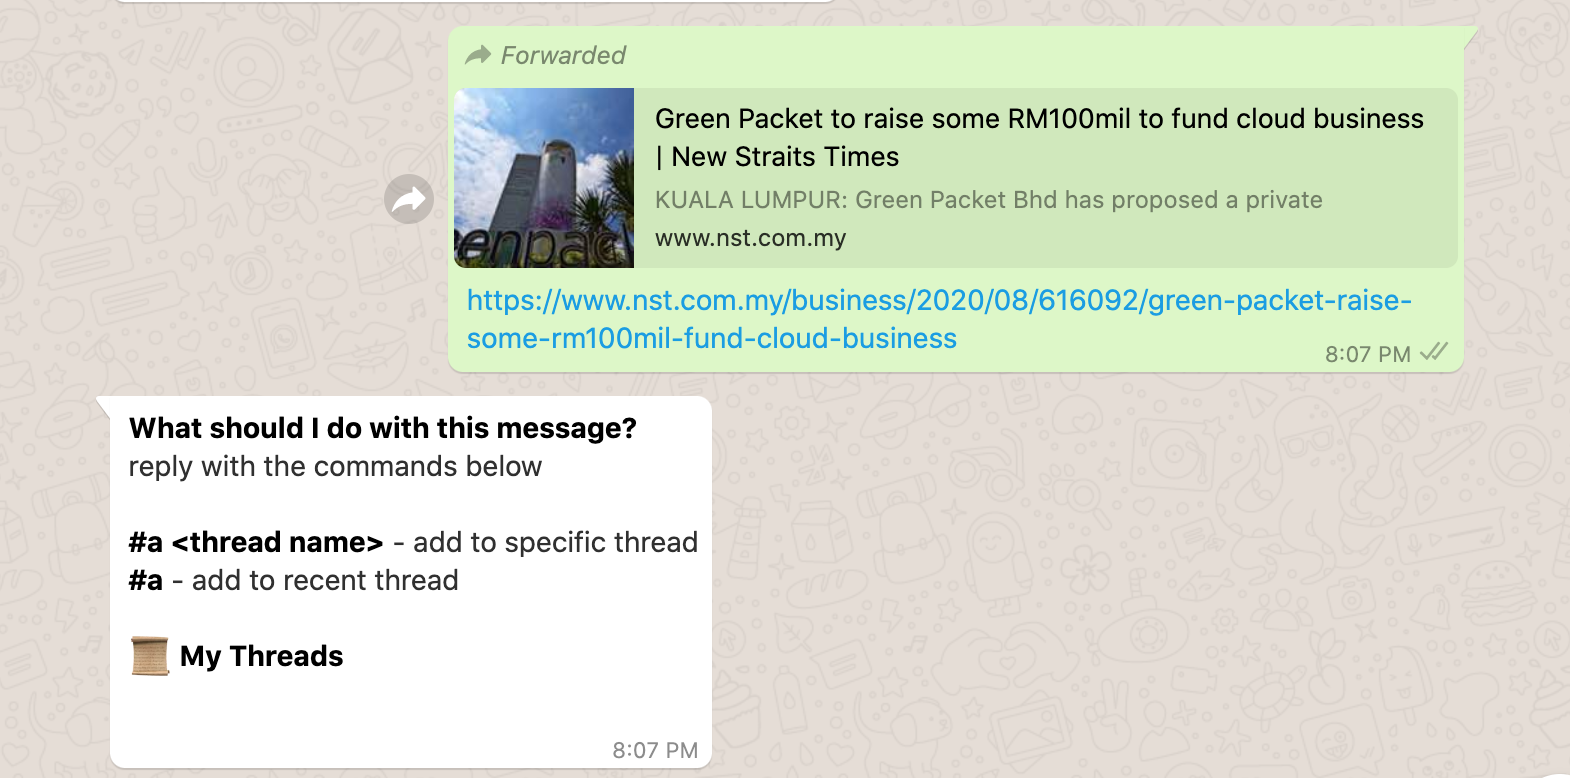 Forwarded
Green Packet to raise some RM100mil to fund cloud business
| New Straits Times
KUALA LUMPUR: Green Packet Bhd has proposed a private
www.nst.com.my
enpac
https://www.nst.com.my/business/2020/08/616092/green-packet-raise-
some-rm100mil-fund-cloud-business
8:07 PM
What should I do with this message?
reply with the commands below
#a <thread name> - add to specific thread
#a - add to recent thread
My Threads
8:07 PM